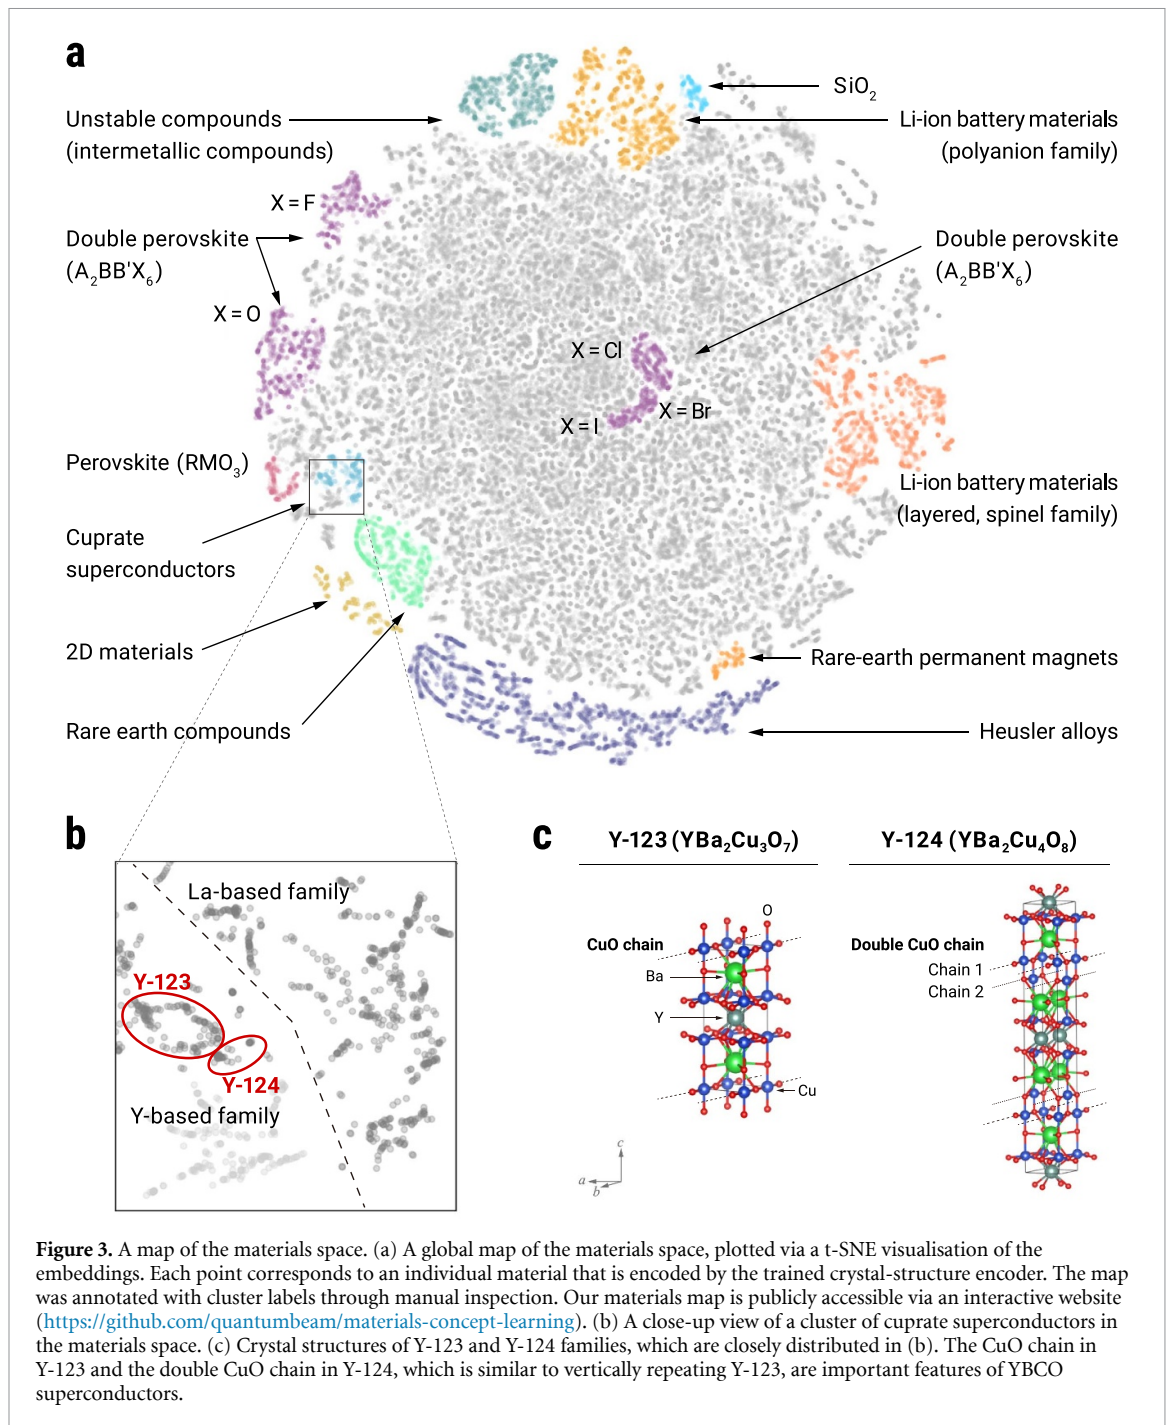 a
SiO₂
Unstable compounds
(intermetallic compounds)
Li-ion battery materials
(polyanion family)
X = F
Double perovskite
(A₂BB'X₆)
Double perovskite
(A₂BB'X₆)
X = O
X = Cl
X = Br
X = I
Perovskite (RMO₃)
Li-ion battery materials
(layered, spinel family)
Cuprate
superconductors
2D materials
Rare-earth permanent magnets
Rare earth compounds
Heusler alloys
b
La-based family
Y-123
Y-124
Y-based family
c
Y-123 (YBa₂Cu₃O₇)
Y-124 (YBa₂Cu₄O₈)
O
CuO chain
Ba
Y
Cu
Double CuO chain
Chain 1
Chain 2
c
a
b
Figure 3. A map of the materials space. (a) A global map of the materials space, plotted via a t-SNE visualisation of the
embeddings. Each point corresponds to an individual material that is encoded by the trained crystal-structure encoder. The map
was annotated with cluster labels through manual inspection. Our materials map is publicly accessible via an interactive website
(https://github.com/quantumbeam/materials-concept-learning). (b) A close-up view of a cluster of cuprate superconductors in
the materials space. (c) Crystal structures of Y-123 and Y-124 families, which are closely distributed in (b). The CuO chain in
Y-123 and the double CuO chain in Y-124, which is similar to vertically repeating Y-123, are important features of YBCO
superconductors.